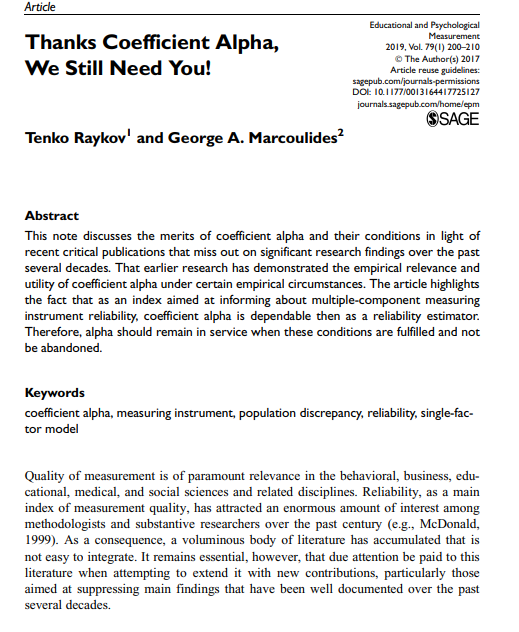 Article
Thanks Coefficient Alpha,
We Still Need You!
Educational and Psychological
Measurement
2019, Vol. 79(1) 200–210
© The Author(s) 2017
Article reuse guidelines:
sagepub.com/journals-permissions
DOI: 10.1177/0013164417725127
journals.sagepub.com/home/epm
SAGE
Tenko Raykov1 and George A. Marcoulides2
Abstract
This note discusses the merits of coefficient alpha and their conditions in light of
recent critical publications that miss out on significant research findings over the past
several decades. That earlier research has demonstrated the empirical relevance and
utility of coefficient alpha under certain empirical circumstances. The article highlights
the fact that as an index aimed at informing about multiple-component measuring
instrument reliability, coefficient alpha is dependable then as a reliability estimator.
Therefore, alpha should remain in service when these conditions are fulfilled and not
be abandoned.
Keywords
coefficient alpha, measuring instrument, population discrepancy, reliability, single-fac-
tor model
Quality of measurement is of paramount relevance in the behavioral, business, edu-
cational, medical, and social sciences and related disciplines. Reliability, as a main
index of measurement quality, has attracted an enormous amount of interest among
methodologists and substantive researchers over the past century (e.g., McDonald,
1999). As a consequence, a voluminous body of literature has accumulated that is
not easy to integrate. It remains essential, however, that due attention be paid to this
literature when attempting to extend it with new contributions, particularly those
aimed at suppressing main findings that have been well documented over the past
several decades.